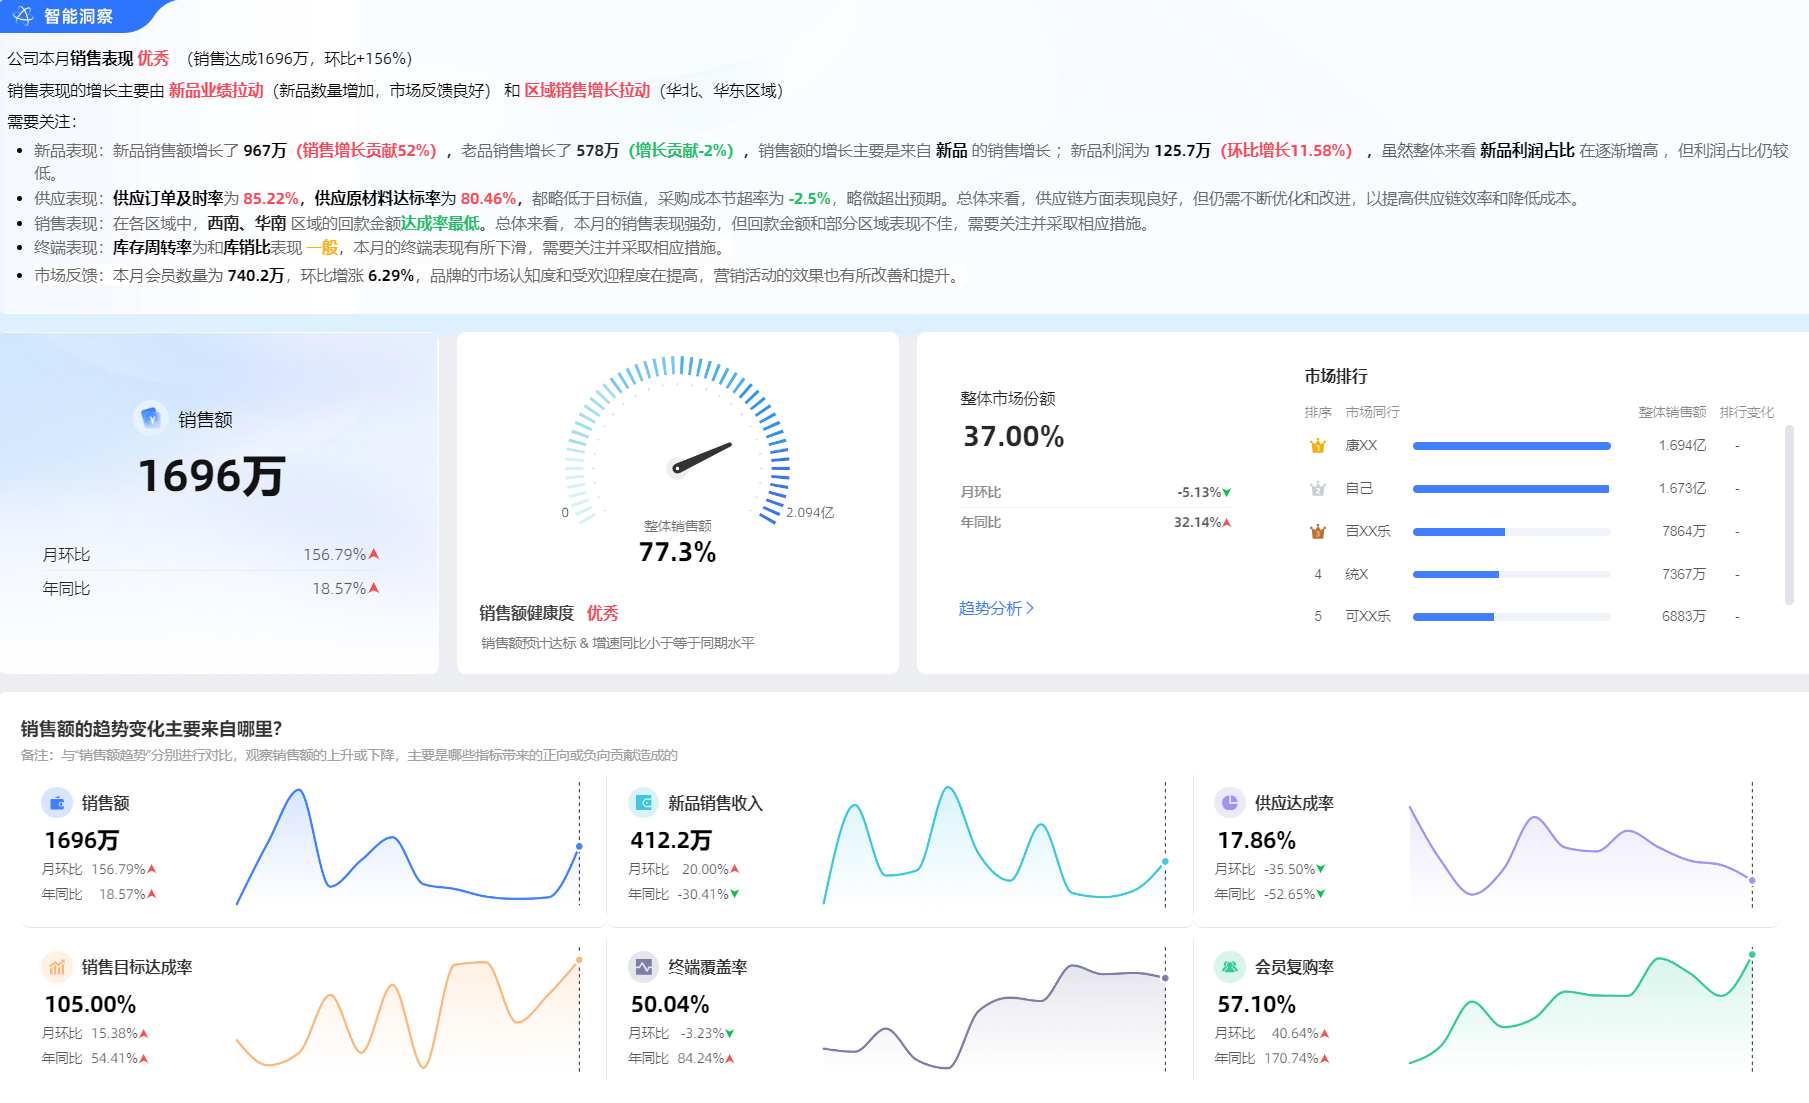 智能洞察
公司本月销售表现 优秀 （销售达成1696万，环比+156%）
销售表现的增长主要由 新品业绩拉动（新品数量增加，市场反馈良好） 和 区域销售增长拉动（华北、华东区域）
需要关注：
新品表现：新品销售额增长了 967万（销售增长贡献52%），老品销售增长了 578万（增长贡献-2%），销售额的增长主要是来自 新品 的销售增长；新品利润为 125.7万（环比增长11.58%），虽然整体来看 新品利润占比 在逐渐增高，但利润占比仍较
低。
供应表现：供应订单及时率为 85.22%，供应原材料达标率为 80.46%，都略低于目标值，采购成本节超率为 -2.5%，略微超出预期。总体来看，供应链方面表现良好，但仍需不断优化和改进，以提高供应链效率和降低成本。
销售表现：在各区域中，西南、华南 区域的回款金额达成率最低。总体来看，本月的销售表现强劲，但回款金额和部分区域表现不佳，需要关注并采取相应措施。
终端表现：库存周转率为和库销比表现 一般，本月的终端表现有所下滑，需要关注并采取相应措施。
市场反馈：本月会员数量为 740.2万，环比增涨 6.29%，品牌的市场认知度和受欢迎程度在提高，营销活动的效果也有所改善和提升。
销售额
1696万
月环比 156.79%
年同比 18.57%
0
2.094亿
整体销售额
77.3%
销售额健康度 优秀
销售额预计达标 & 增速同比小于等于同期水平
整体市场份额
37.00%
月环比 -5.13%
年同比 32.14%
趋势分析
市场排行
排序 市场同行 整体销售额 排行变化
1 康XX 1.694亿 -
2 自己 1.673亿 -
3 百XX乐 7864万 -
4 统X 7367万 -
5 可XX乐 6883万 -
销售额的趋势变化主要来自哪里？
备注：与“销售额趋势”分别进行对比，观察销售额的上升或下降，主要是哪些指标带来的正向或负向贡献造成的
销售额
1696万
月环比 156.79%
年同比 18.57%
新品销售收入
412.2万
月环比 20.00%
年同比 -30.41%
供应达成率
17.86%
月环比 -35.50%
年同比 -52.65%
销售目标达成率
105.00%
月环比 15.38%
年同比 54.41%
终端覆盖率
50.04%
月环比 -3.23%
年同比 84.24%
会员复购率
57.10%
月环比 40.64%
年同比 170.74%